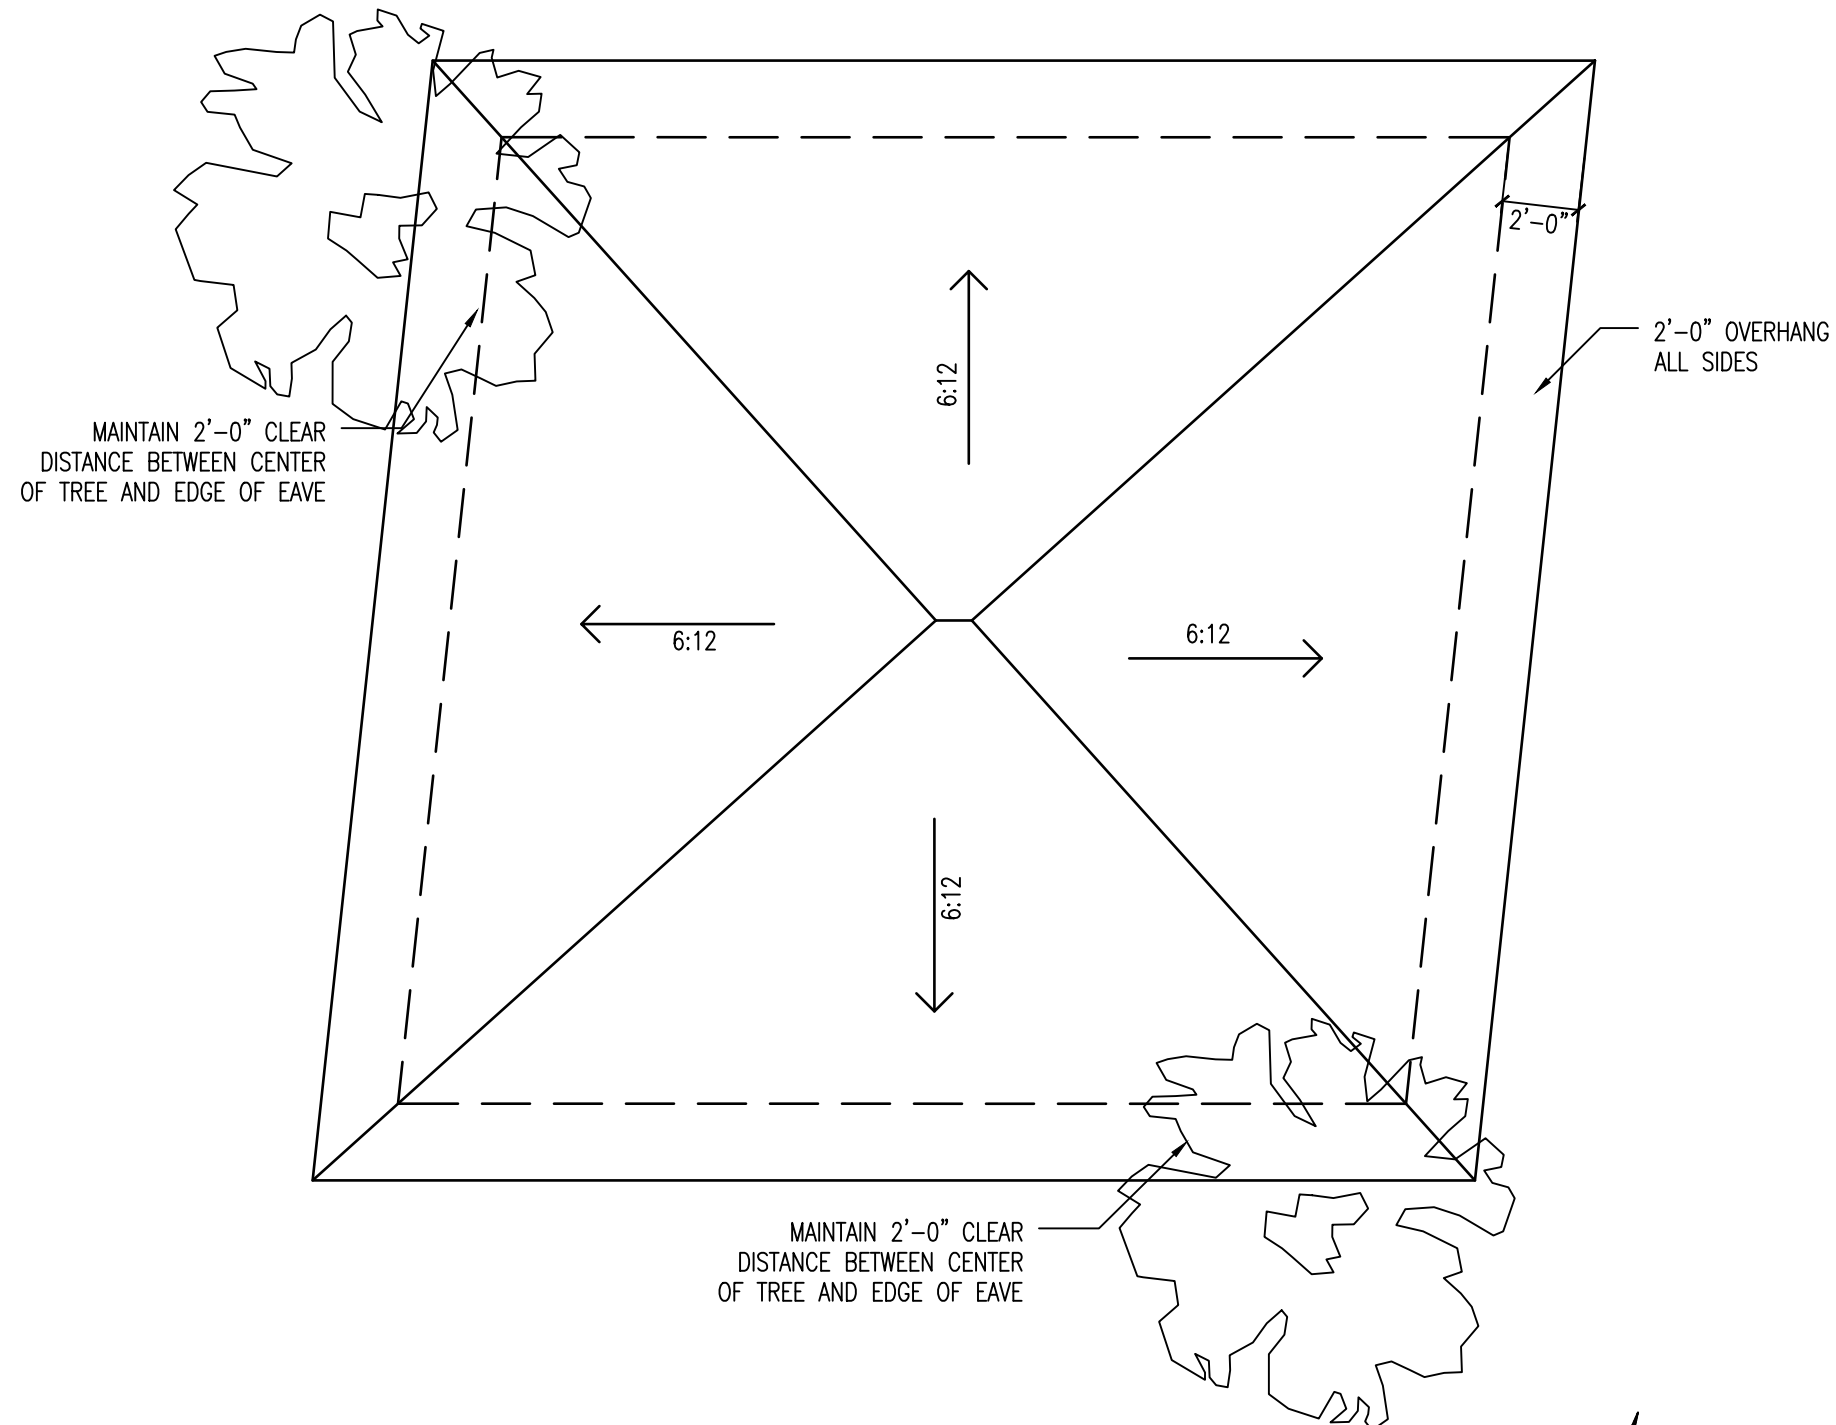 2'-0"
2'-0" OVERHANG
ALL SIDES
6:12
MAINTAIN 2'-0" CLEAR
DISTANCE BETWEEN CENTER
OF TREE AND EDGE OF EAVE
6:12
6:12
6:12
MAINTAIN 2'-0" CLEAR
DISTANCE BETWEEN CENTER
OF TREE AND EDGE OF EAVE